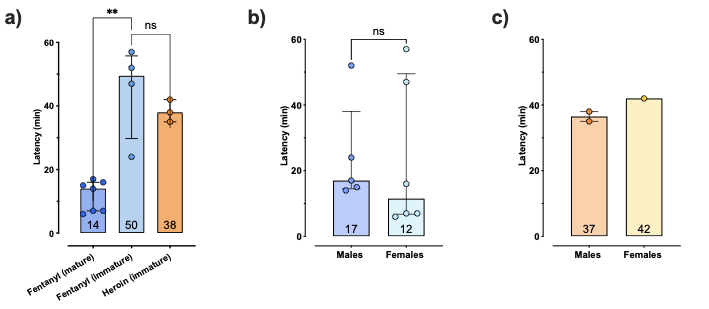 a)
**
ns
60
40
20
0
Latency (min)
14
50
38
Fentanyl (mature)
Fentanyl (immature)
Heroin (immature)
b)
ns
60
40
20
0
Latency (min)
17
12
Males
Females
c)
60
40
20
0
Latency (min)
37
42
Males
Females